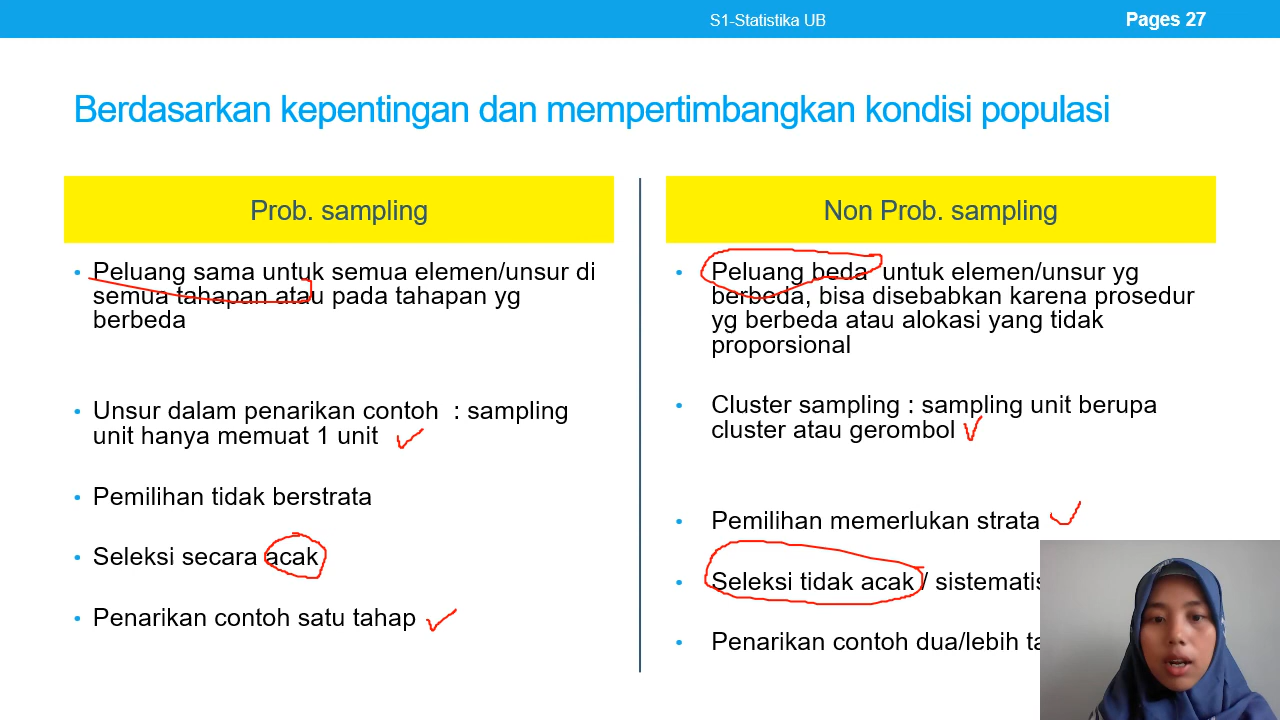 S1-Statistika UB
Pages 27
Berdasarkan kepentingan dan mempertimbangkan kondisi populasi
Prob. sampling
• Peluang sama untuk semua elemen/unsur di
semua tahapan atau pada tahapan yg
berbeda
• Unsur dalam penarikan contoh : sampling
unit hanya memuat 1 unit
• Pemilihan tidak berstrata
• Seleksi secara acak
• Penarikan contoh satu tahap
Non Prob. sampling
• Peluang beda untuk elemen/unsur yg
berbeda, bisa disebabkan karena prosedur
yg berbeda atau alokasi yang tidak
proporsional
• Cluster sampling : sampling unit berupa
cluster atau gerombol
• Pemilihan memerlukan strata
• Seleksi tidak acak / sistematis
• Penarikan contoh dua/lebih